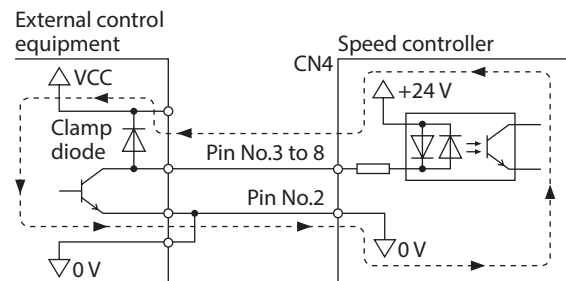 External control
equipment
Speed controller
CN4
VCC
+24 V
Clamp
diode
Pin No.3 to 8
Pin No.2
0 V
0 V